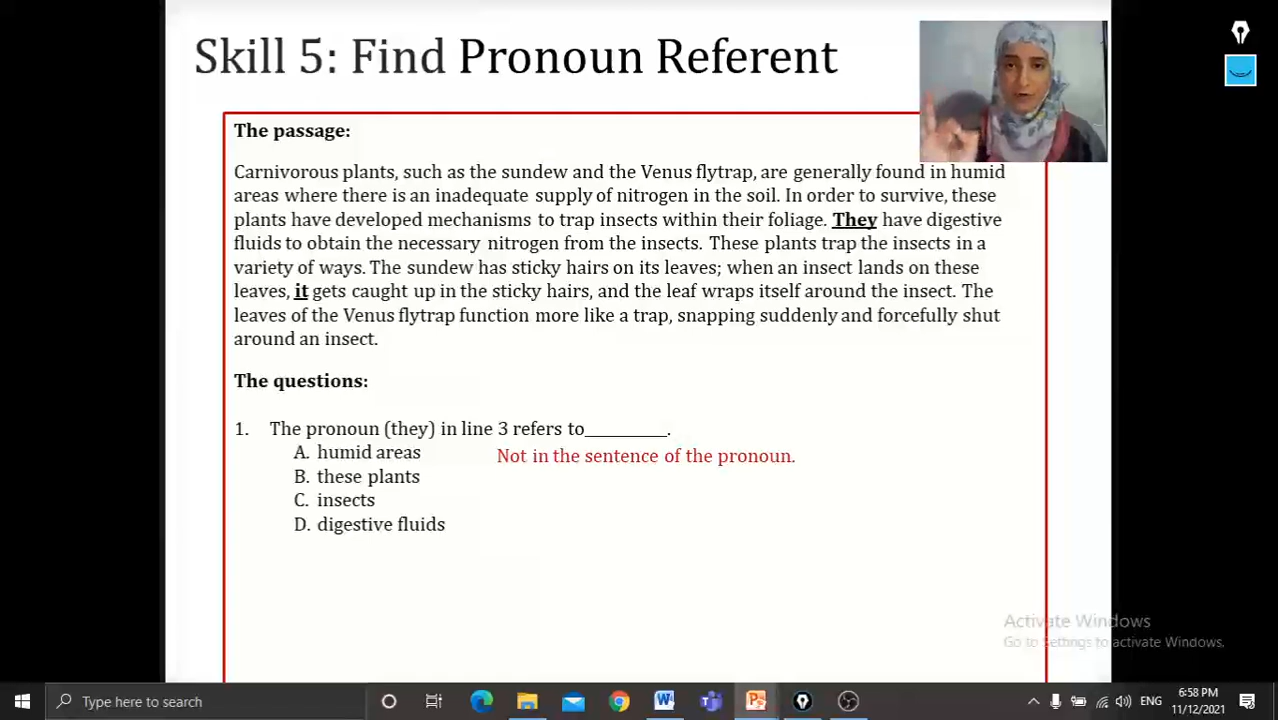 Skill 5: Find Pronoun Referent
The passage:
Carnivorous plants, such as the sundew and the Venus flytrap, are generally found in humid
areas where there is an inadequate supply of nitrogen in the soil. In order to survive, these
plants have developed mechanisms to trap insects within their foliage. They have digestive
fluids to obtain the necessary nitrogen from the insects. These plants trap the insects in a
variety of ways. The sundew has sticky hairs on its leaves; when an insect lands on these
leaves, it gets caught up in the sticky hairs, and the leaf wraps itself around the insect. The
leaves of the Venus flytrap function more like a trap, snapping suddenly and forcefully shut
around an insect.
The questions:
1. The pronoun (they) in line 3 refers to_________.
A. humid areas
Not in the sentence of the pronoun.
B. these plants
C. insects
D. digestive fluids
Activate Windows
Go to Settings to activate Windows.
Type here to search
ENG
6:58 PM
11/12/2021